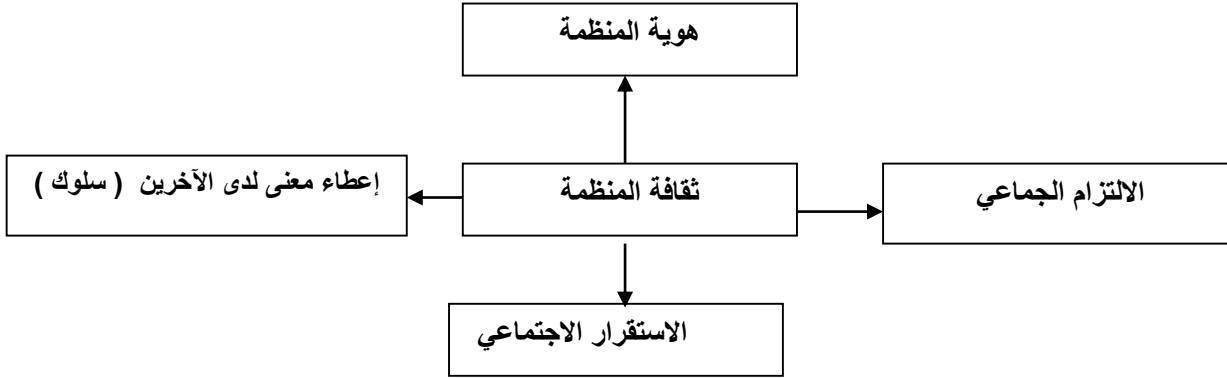 هوية المنظمة
الالتزام الجماعي
ثقافة المنظمة
إعطاء معنى لدى الآخرين ( سلوك )
الاستقرار الاجتماعي